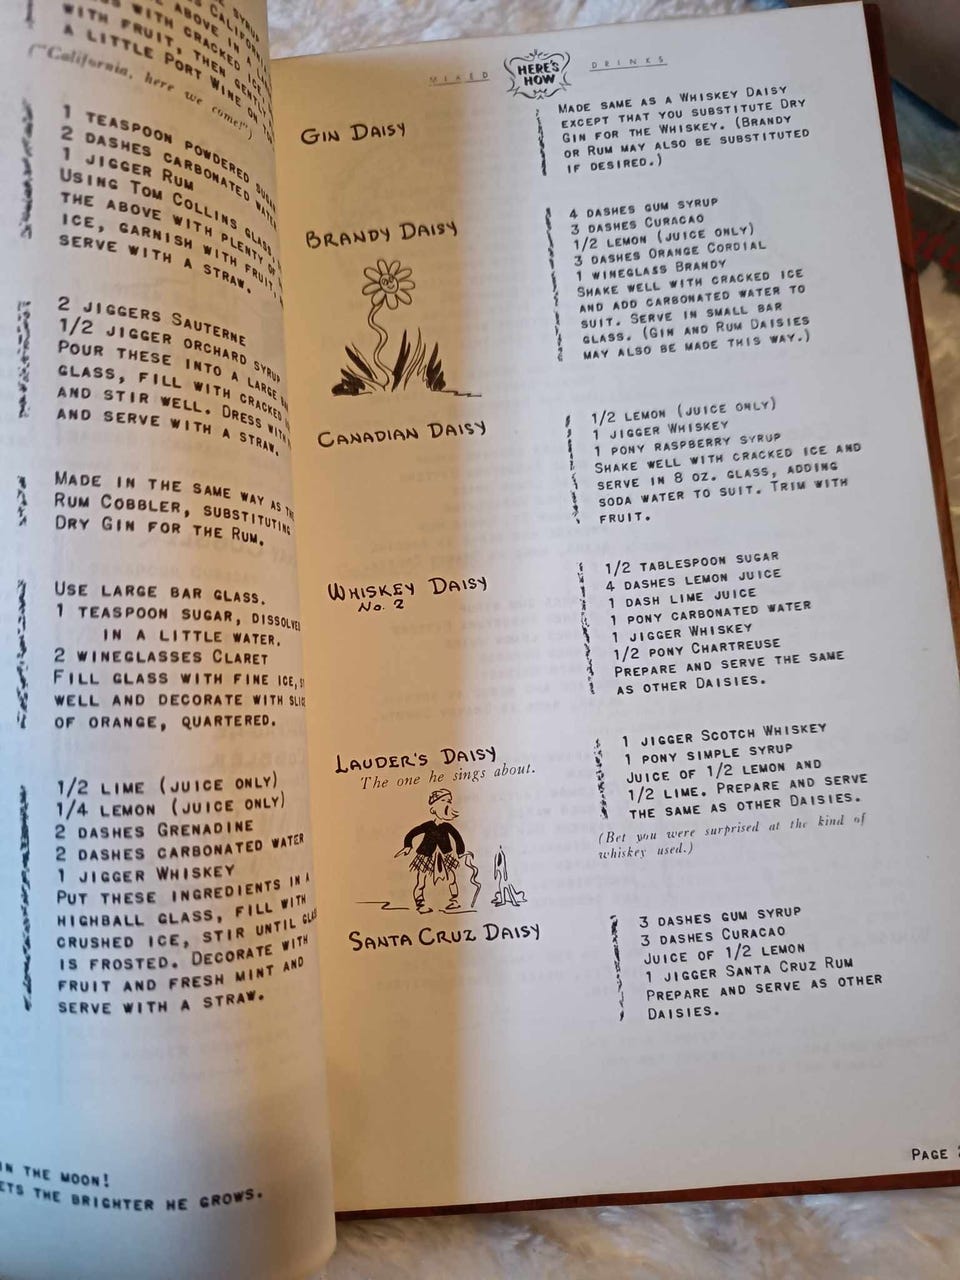 SYRUP
CALIFORNIA
ABOVE IN A
WITH CRACKED ICE,
WITH FRUIT, THEN GENTLY
A LITTLE PORT WINE ON TOP
("California, here we come!")
1 TEASPOON POWDERED SUGAR
2 DASHES CARBONATED WATER
1 JIGGER RUM
USING TOM COLLINS GLASS,
THE ABOVE WITH PLENTY OF
ICE, GARNISH WITH FRUIT,
SERVE WITH A STRAW.
2 JIGGERS SAUTERNE
1/2 JIGGER ORCHARD SYRUP
POUR THESE INTO A LARGE BAR
GLASS, FILL WITH CRACKED
AND STIR WELL. DRESS WITH
AND SERVE WITH A STRAW.
MADE IN THE SAME WAY AS THE
RUM COBBLER, SUBSTITUTING
DRY GIN FOR THE RUM.
USE LARGE BAR GLASS.
1 TEASPOON SUGAR, DISSOLVED
IN A LITTLE WATER.
2 WINEGLASSES CLARET
FILL GLASS WITH FINE ICE,
WELL AND DECORATE WITH
OF ORANGE, QUARTERED.
1/2 LIME (JUICE ONLY)
1/4 LEMON (JUICE ONLY)
2 DASHES GRENADINE
2 DASHES CARBONATED WATER
1 JIGGER WHISKEY
PUT THESE INGREDIENTS IN A
HIGHBALL GLASS, FILL WITH
CRUSHED ICE, STIR UNTIL
IS FROSTED. DECORATE WITH
FRUIT AND FRESH MINT AND
SERVE WITH A STRAW.
IN THE MOON!
THE BRIGHTER HE GROWS.
MIXED HERE'S HOW DRINKS
GIN DAISY
MADE SAME AS A WHISKEY DAISY
EXCEPT THAT YOU SUBSTITUTE DRY
GIN FOR THE WHISKEY. (BRANDY
OR RUM MAY ALSO BE SUBSTITUTED
IF DESIRED.)
BRANDY DAISY
4 DASHES GUM SYRUP
3 DASHES CURACAO
1/2 LEMON (JUICE ONLY)
3 DASHES ORANGE CORDIAL
1 WINEGLASS BRANDY
SHAKE WELL WITH CRACKED ICE
AND ADD CARBONATED WATER TO
SUIT. SERVE IN SMALL BAR
GLASS. (GIN AND RUM DAISIES
MAY ALSO BE MADE THIS WAY.)
CANADIAN DAISY
1/2 LEMON (JUICE ONLY)
1 JIGGER WHISKEY
1 PONY RASPBERRY SYRUP
SHAKE WELL WITH CRACKED ICE AND
SERVE IN 8 OZ. GLASS, ADDING
SODA WATER TO SUIT. TRIM WITH
FRUIT.
WHISKEY DAISY
NO. 2
1/2 TABLESPOON SUGAR
4 DASHES LEMON JUICE
1 DASH LIME JUICE
1 PONY CARBONATED WATER
1 JIGGER WHISKEY
1/2 PONY CHARTREUSE
PREPARE AND SERVE THE SAME
AS OTHER DAISIES.
LAUDER'S DAISY
The one he sings about.
1 JIGGER SCOTCH WHISKEY
1 PONY SIMPLE SYRUP
JUICE OF 1/2 LEMON AND
1/2 LIME. PREPARE AND SERVE
THE SAME AS OTHER DAISIES.
(Bet you were surprised at the kind of
whiskey used.)
SANTA CRUZ DAISY
3 DASHES GUM SYRUP
3 DASHES CURACAO
JUICE OF 1/2 LEMON
1 JIGGER SANTA CRUZ RUM
PREPARE AND SERVE AS OTHER
DAISIES.
PAGE